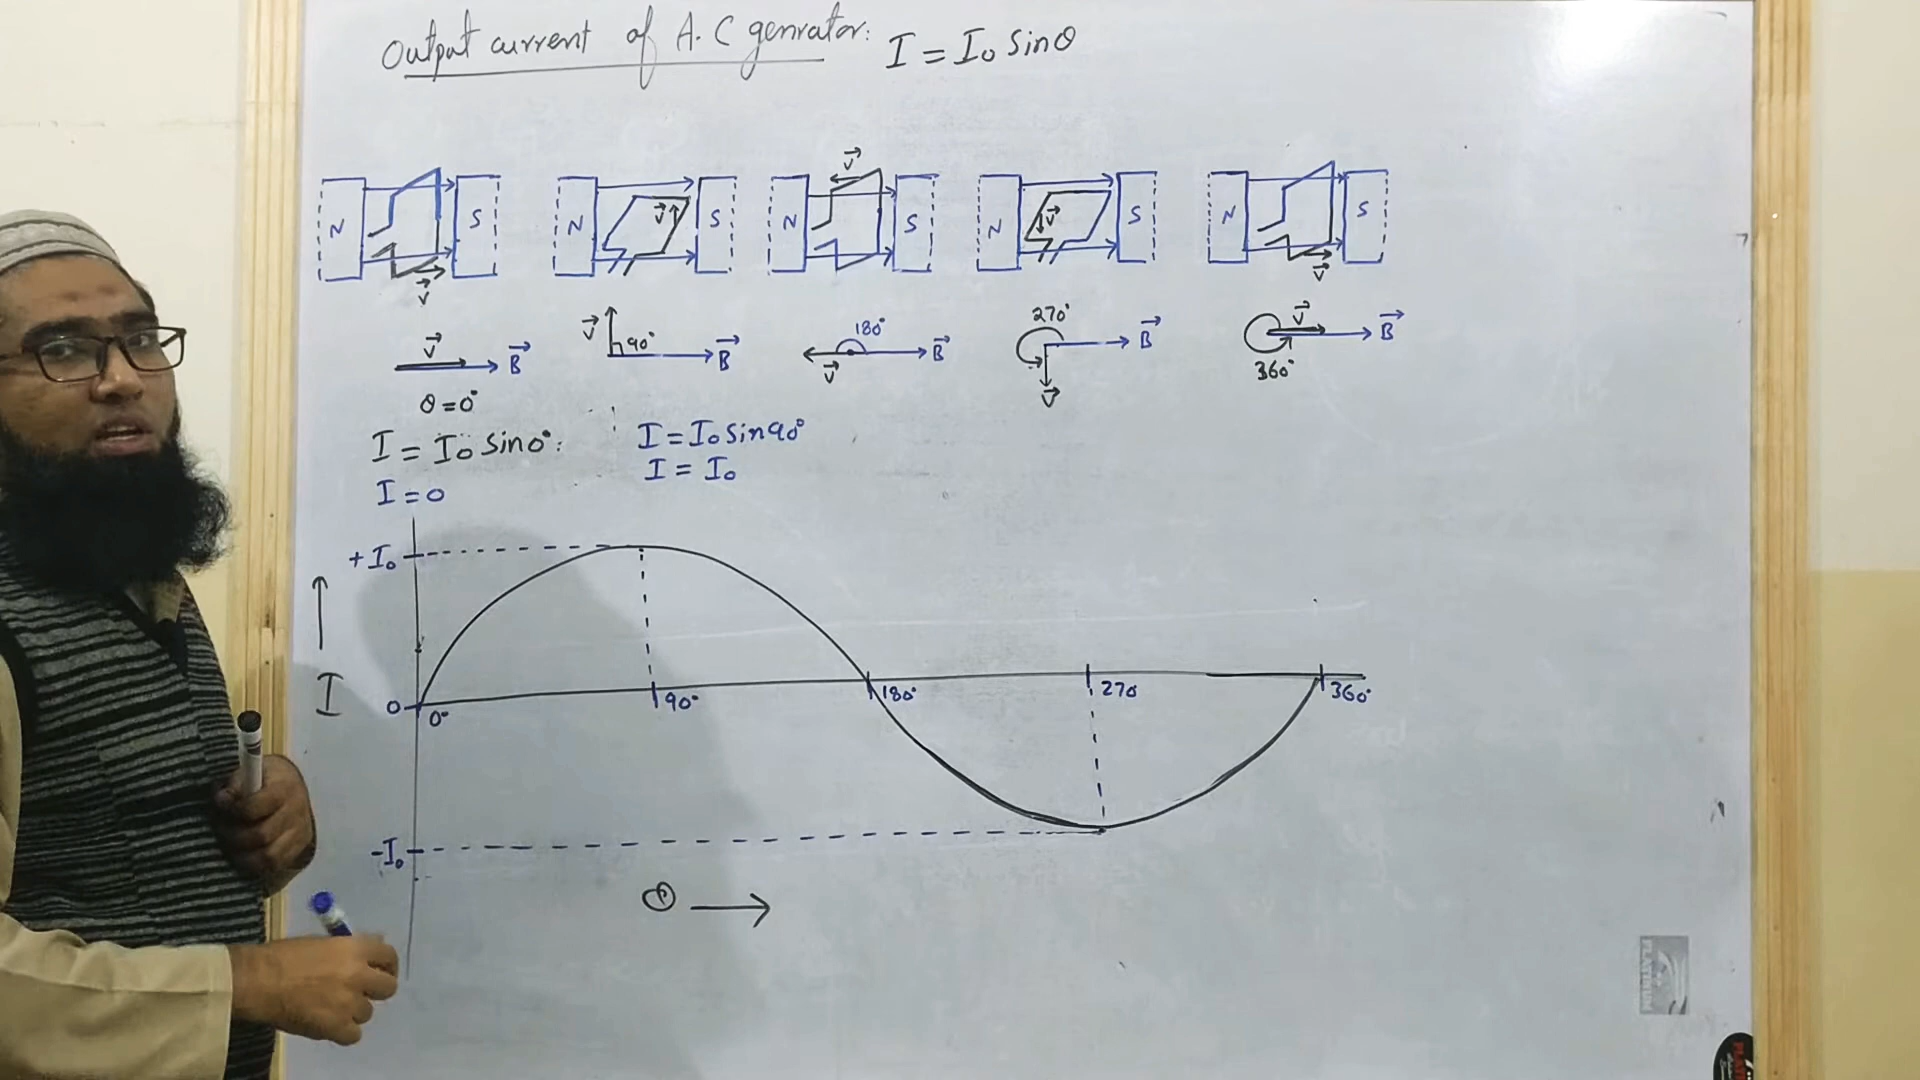 Output current of A.C genrator: I = I₀ Sinθ
N S N S N S N S N S
V⃗ V⃗ V⃗ V⃗ V⃗
V⃗ B⃗ V⃗ 90° B⃗ 180° V⃗ B⃗ 270° V⃗ B⃗ V⃗ B⃗ 360°
θ = 0°
I = I₀ Sin0° I = I₀ Sin90°
I = 0 I = I₀
+I₀
I
0 0° 90° 180° 270 360°
-I₀
θ